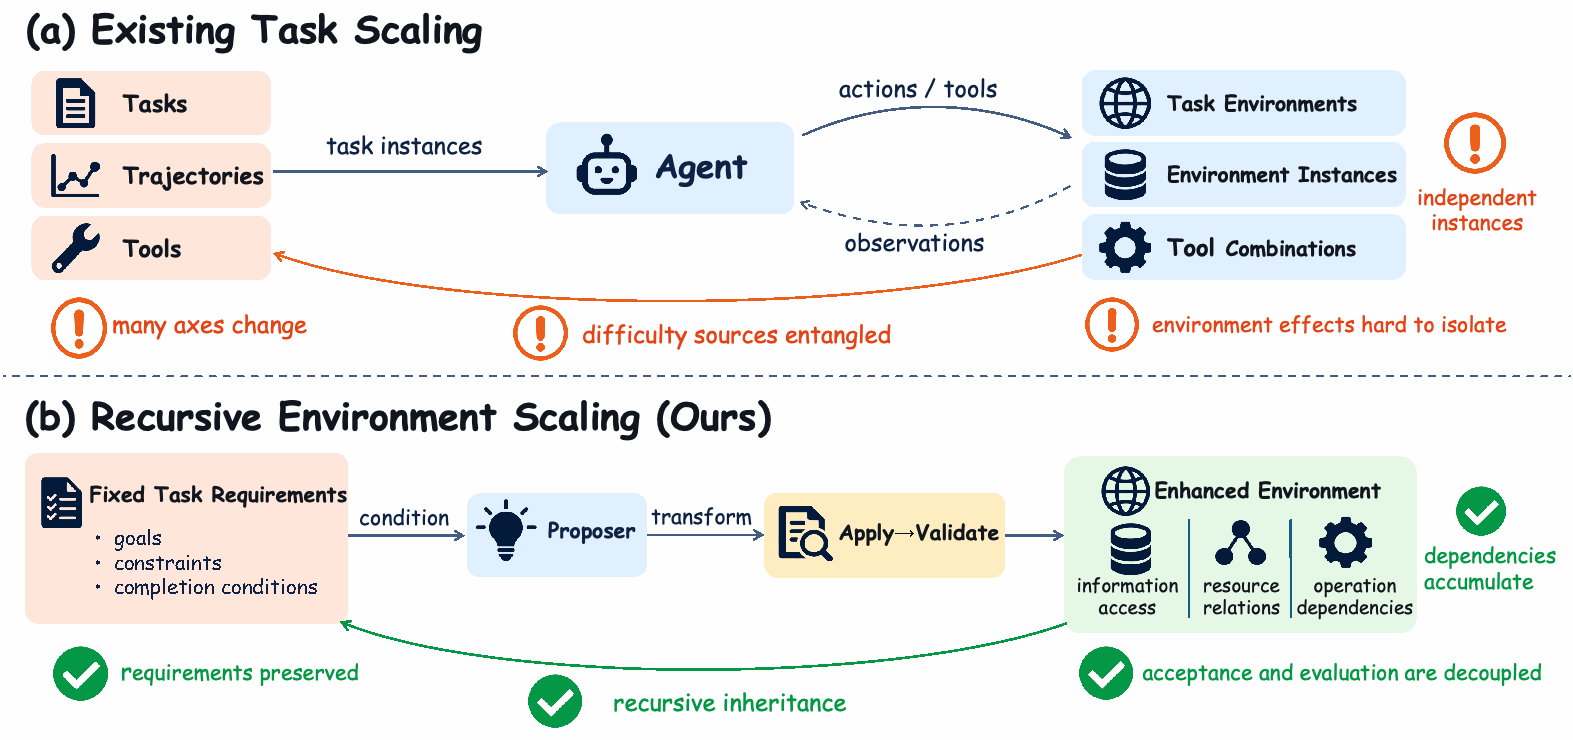 (a) Existing Task Scaling
Tasks
Trajectories
Tools
task instances
Agent
actions / tools
observations
Task Environments
Environment Instances
Tool Combinations
independent
instances
many axes change
difficulty sources entangled
environment effects hard to isolate
(b) Recursive Environment Scaling (Ours)
Fixed Task Requirements
• goals
• constraints
• completion conditions
condition
Proposer
transform
Apply→Validate
Enhanced Environment
information
access
resource
relations
operation
dependencies
dependencies
accumulate
requirements preserved
recursive inheritance
acceptance and evaluation are decoupled